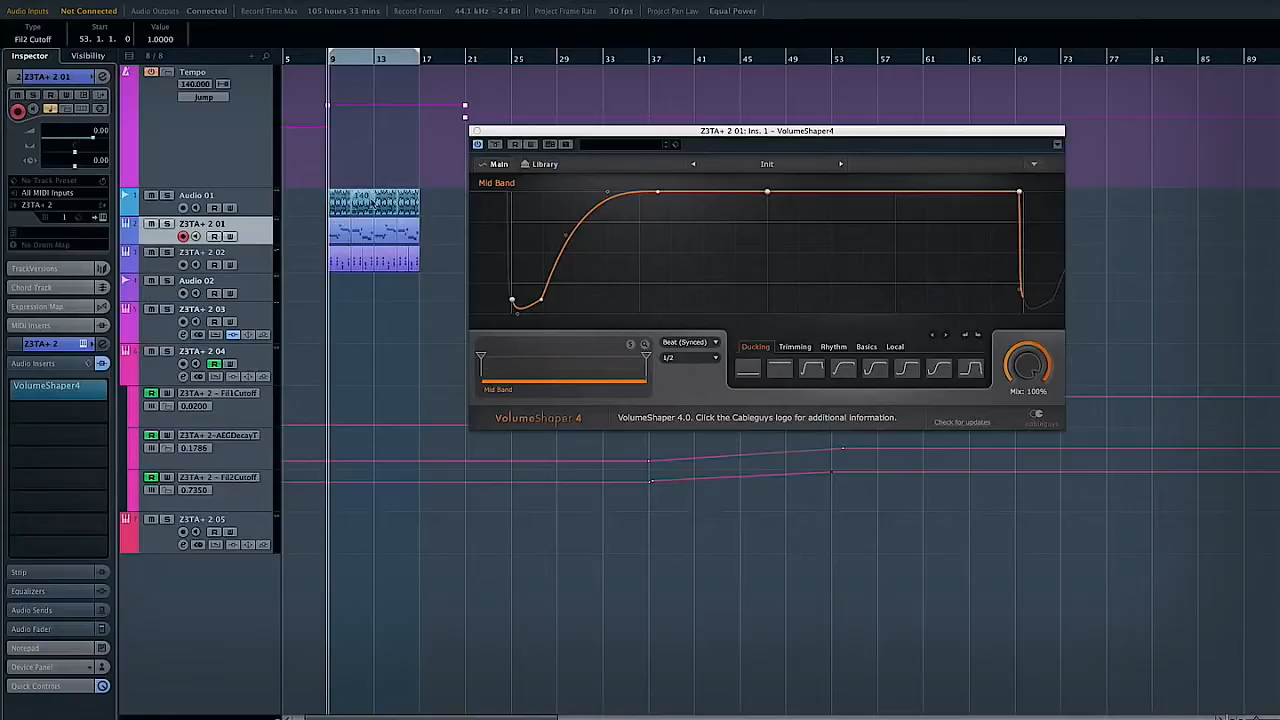 Audio Inputs Not Connected Audio Outputs Connected Record Time Max 105 hours 33 mins Record Format 44.1 kHz - 24 Bit Project Frame Rate 30 fps Project Pan Law Equal Power
Type Start Value
Fil2 Cutoff 53. 1. 1. 0 1.0000
Inspector Visibility 8 / 8
5 9 13 17 21 25 29 33 37 41 45 49 53 57 61 65 69 73 77 81 85 89
2 Z3TA+ 2 01
Tempo
140.000
Jump
0.00
0.00
No Track Preset
All MIDI Inputs
Z3TA+ 2
1
No Drum Map
TrackVersions
Chord Track
Expression Map
MIDI Inserts
Z3TA+ 2
Audio Inserts
VolumeShaper4
Strip
Equalizers
Audio Sends
Audio Fader
Notepad
Device Panel
Quick Controls
1 Audio 01
140
2 Z3TA+ 2 01
Z3TA+ 2 02
Audio 02
Z3TA+ 2 03
Z3TA+ 2 04
Z3TA+ 2 - Fil1Cutoff
0.0200
Z3TA+ 2-AECDecayT
0.1786
Z3TA+ 2 - Fil2Cutoff
0.7350
Z3TA+ 2 05
Z3TA+ 2 01: Ins. 1 - VolumeShaper4
Main Library Init
Mid Band
Beat (Synced)
1/2
Mid Band
Ducking Trimming Rhythm Basics Local
Mix: 100%
VolumeShaper 4 VolumeShaper 4.0. Click the Cableguys logo for additional information. Check for updates cableguys